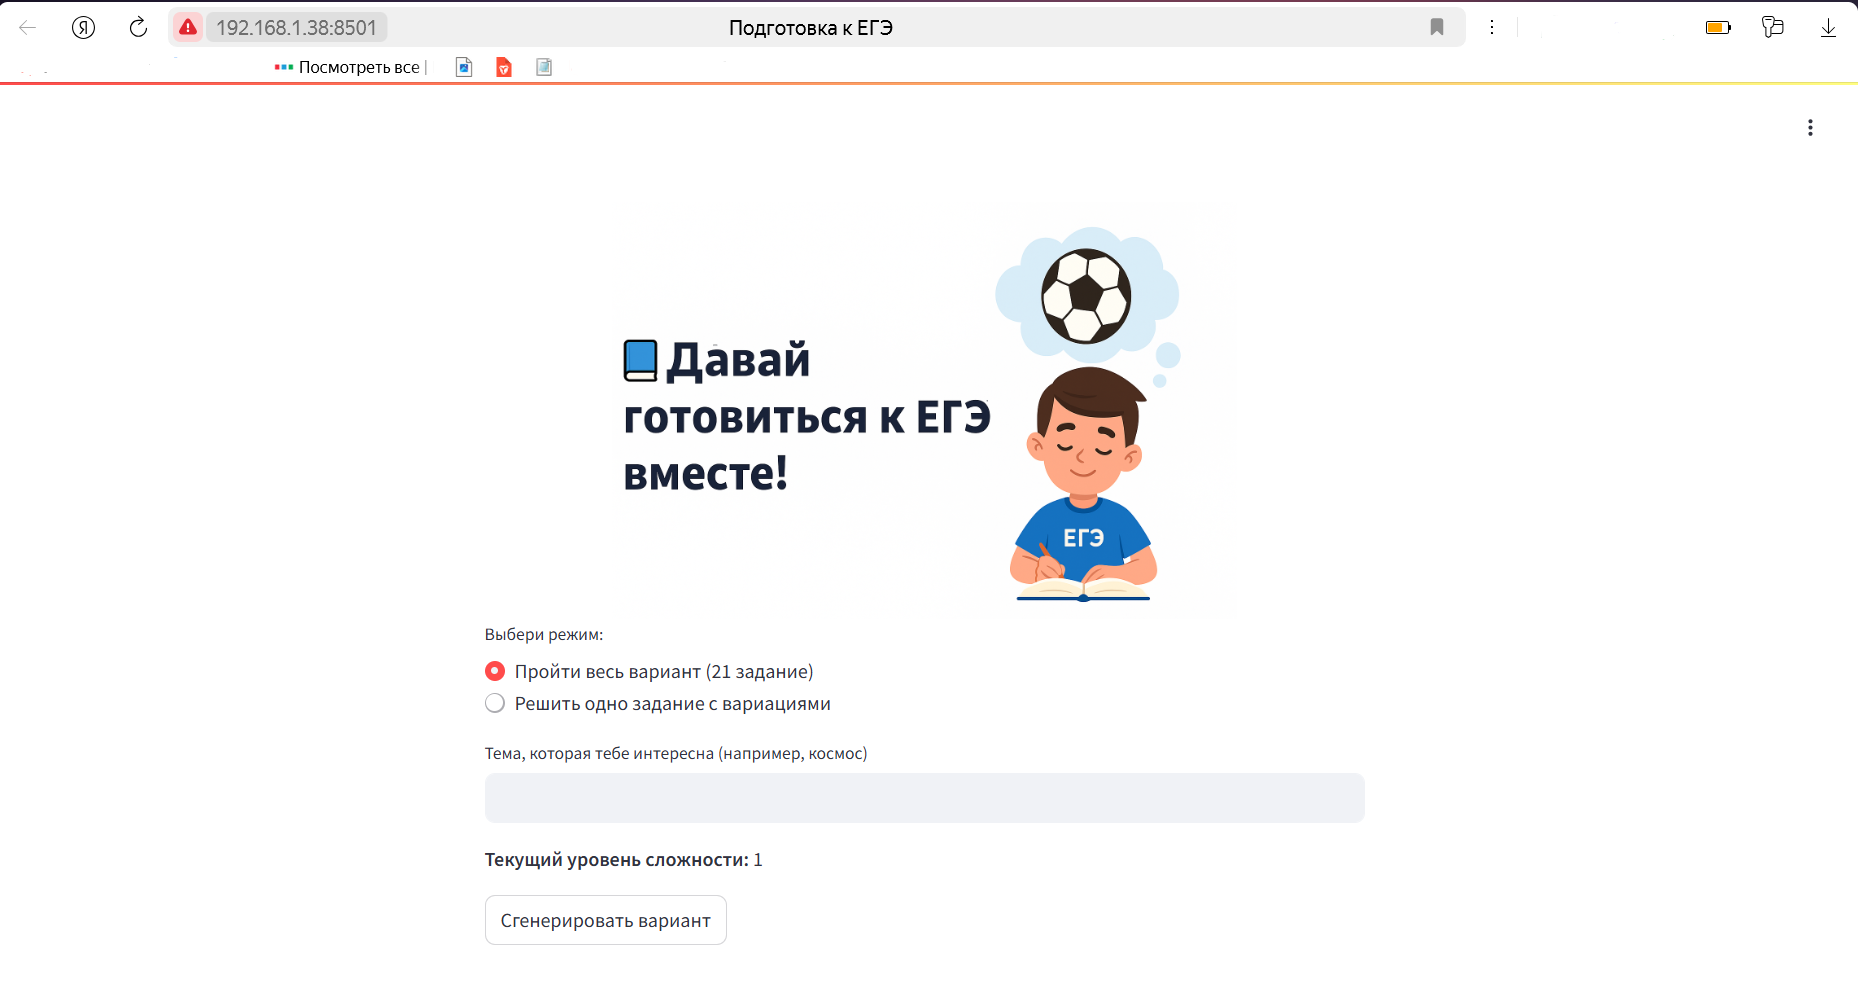 Я
192.168.1.38:8501
Подготовка к ЕГЭ
Посмотреть все |
Давай
готовиться к ЕГЭ
вместе!
ЕГЭ
Выбери режим:
Пройти весь вариант (21 задание)
Решить одно задание с вариациями
Тема, которая тебе интересна (например, космос)
Текущий уровень сложности: 1
Сгенерировать вариант